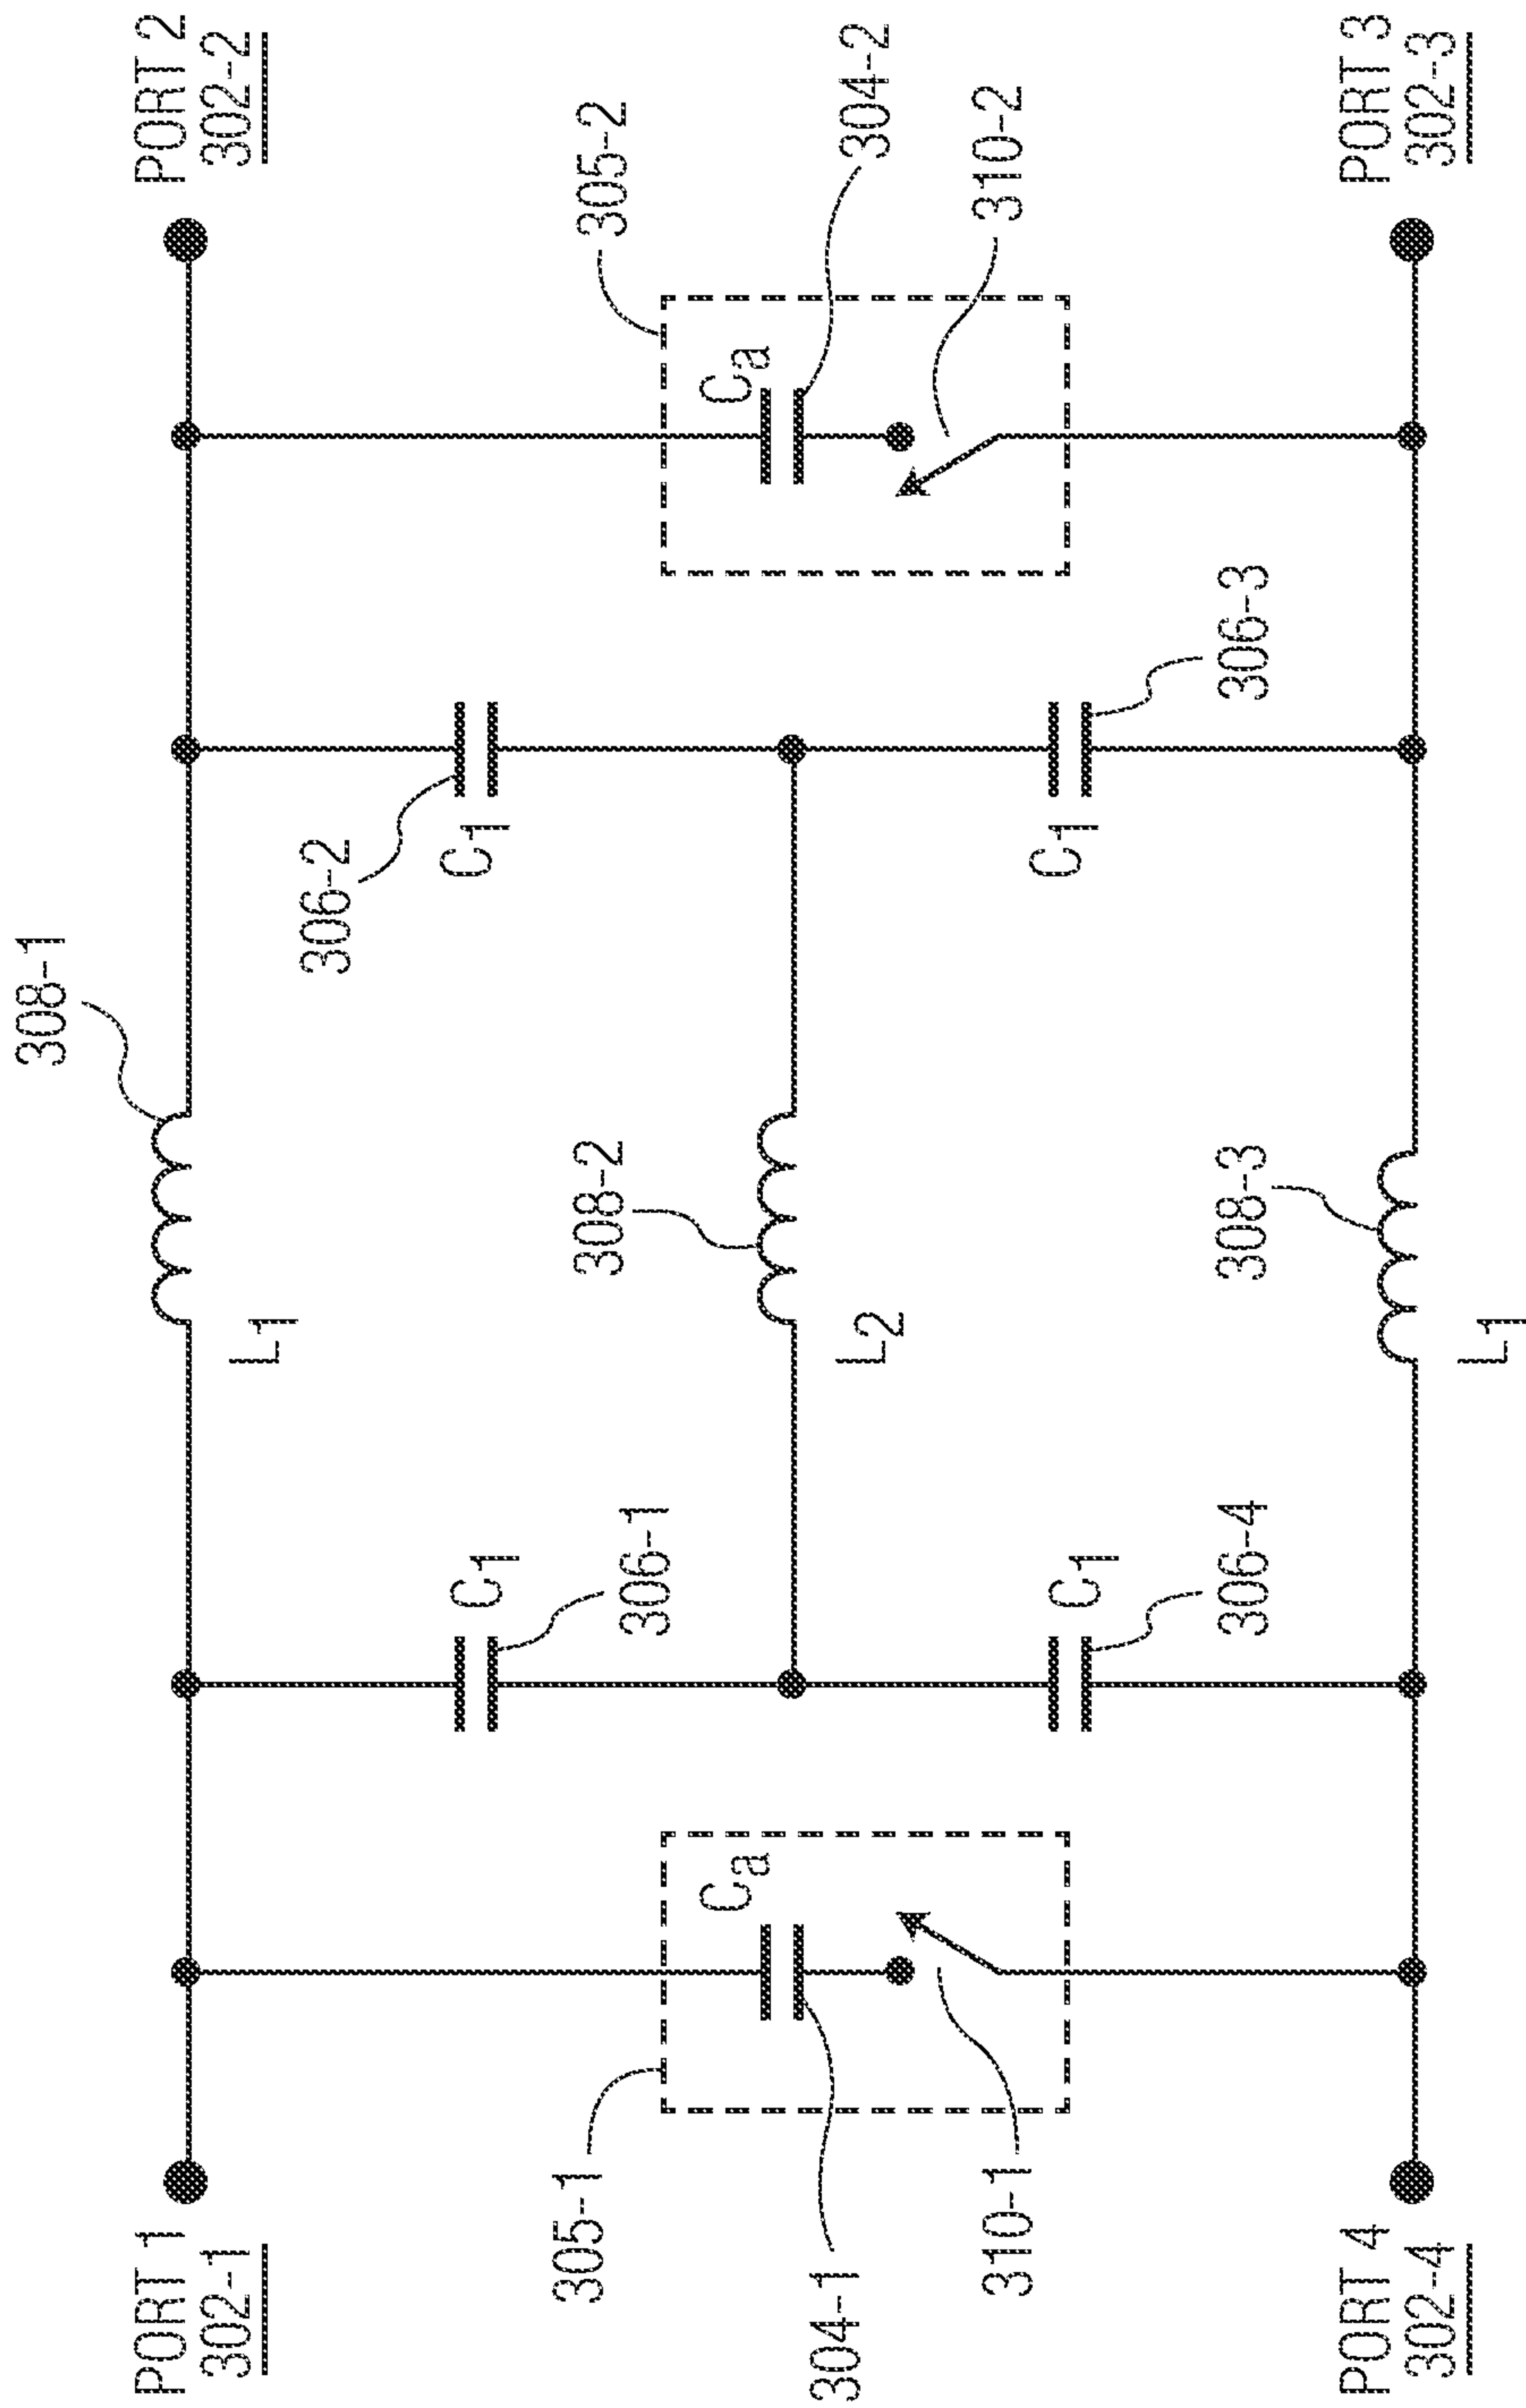 308-1
PORT 1
302-1
PORT 2
302-2
L₁
306-2
C₁
C₁
306-1
305-1
Cₐ
304-1
310-1
308-2
L₂
305-2
Cₐ
304-2
310-2
C₁
306-4
C₁
306-3
308-3
L₁
PORT 4
302-4
PORT 3
302-3